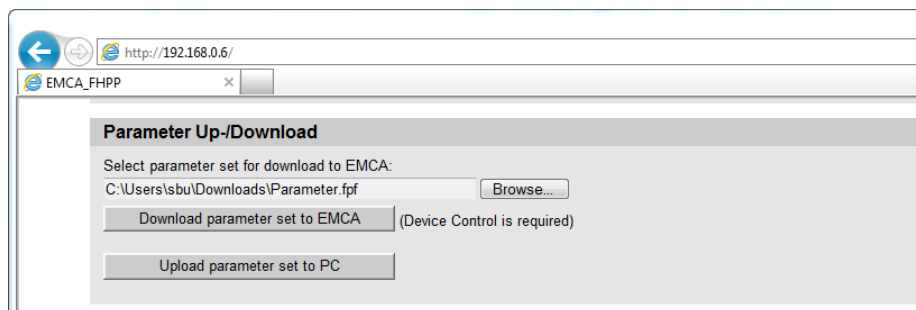 http://192.168.0.6/
EMCA_FHPP
Parameter Up-/Download
Select parameter set for download to EMCA:
C:\Users\sbu\Downloads\Parameter.fpf Browse...
Download parameter set to EMCA (Device Control is required)
Upload parameter set to PC